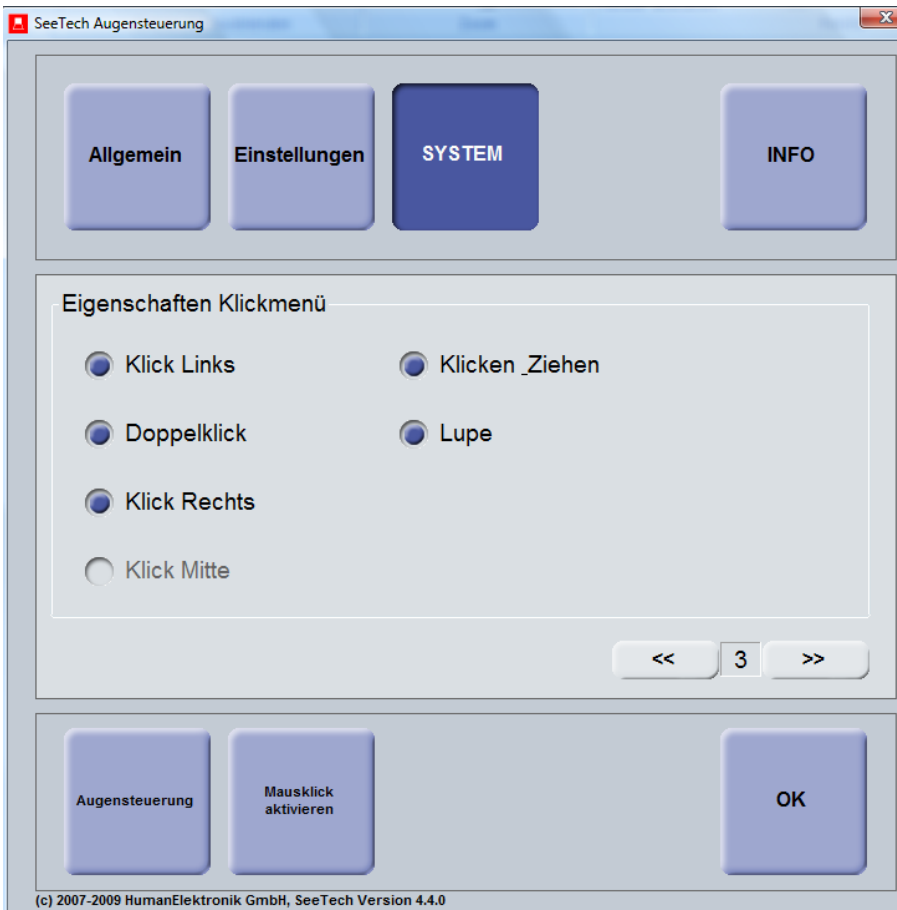 SeeTech Augensteuerung
Allgemein
Einstellungen
SYSTEM
INFO
Eigenschaften Klickmenü
Klick Links
Klicken _Ziehen
Doppelklick
Lupe
Klick Rechts
Klick Mitte
<<
3
>>
Augensteuerung
Mausklick
aktivieren
OK
(c) 2007-2009 HumanElektronik GmbH, SeeTech Version 4.4.0